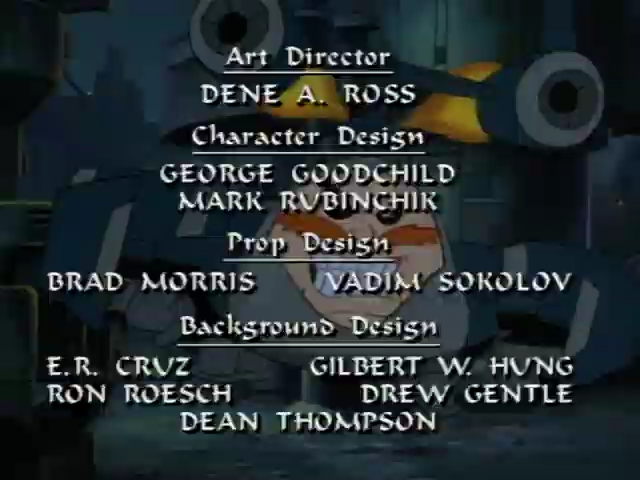 Art Director
DENE A. ROSS
Character Design
GEORGE GOODCHILD
MARK RUBINCHIK
Prop Design
BRAD MORRIS VADIM SOKOLOV
Background Design
E.R. CRUZ GILBERT W. HUNG
RON ROESCH DREW GENTLE
DEAN THOMPSON